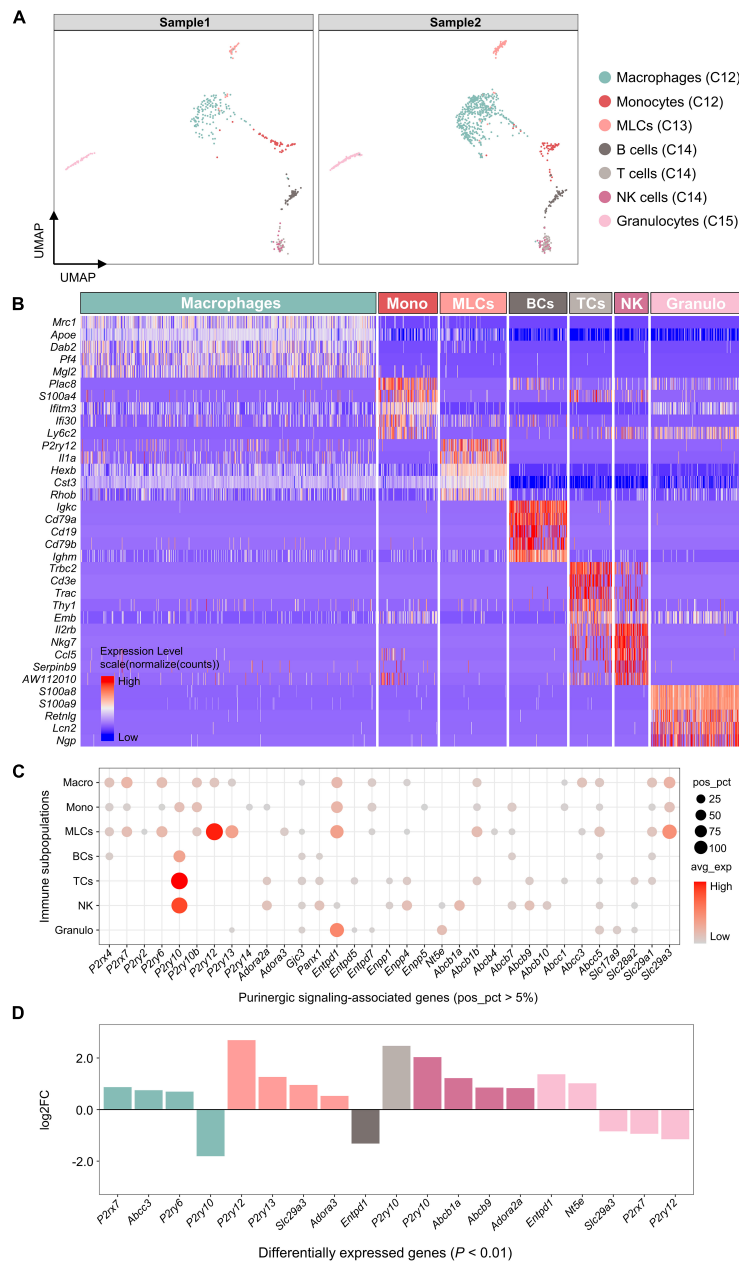 A
Sample1
Sample2
Macrophages (C12)
Monocytes (C12)
MLCs (C13)
B cells (C14)
T cells (C14)
NK cells (C14)
Granulocytes (C15)
UMAP
UMAP
B
Macrophages
Mono
MLCs
BCs
TCs
NK
Granulo
Mrc1
Apoe
Dab2
Pf4
Mgl2
Plac8
S100a4
Ifitm3
Ifi30
Ly6c2
P2ry12
Il1a
Hexb
Cst3
Rhob
Igkc
Cd79a
Cd19
Cd79b
Ighm
Trbc2
Cd3e
Trac
Thy1
Emb
Il2rb
Nkg7
Ccl5
Serpinb9
AW112010
S100a8
S100a9
Retnlg
Lcn2
Ngp
Expression Level
scale(normalize(counts))
High
Low
C
Immune subpopulations
Macro
Mono
MLCs
BCs
TCs
NK
Granulo
P2rx4
P2rx7
P2ry2
P2ry6
P2ry10
P2ry10b
P2ry12
P2ry13
P2ry14
Adora2a
Adora3
Gjc3
Panx1
Entpd1
Entpd5
Entpd7
Enpp1
Enpp4
Enpp5
Nt5e
Abcb1a
Abcb1b
Abcb4
Abcb7
Abcb9
Abcb10
Abcc1
Abcc3
Abcc5
Slc17a9
Slc28a2
Slc29a1
Slc29a3
Purinergic signaling-associated genes (pos_pct > 5%)
pos_pct
25
50
75
100
avg_exp
High
Low
D
log2FC
2.0
0.0
-2.0
P2rx7
Abcc3
P2ry6
P2ry10
P2ry12
P2ry13
Slc29a3
Adora3
Entpd1
P2ry10
P2ry10
Abcb1a
Abcb9
Adora2a
Entpd1
Nt5e
Slc29a3
P2rx7
P2ry12
Differentially expressed genes (P < 0.01)